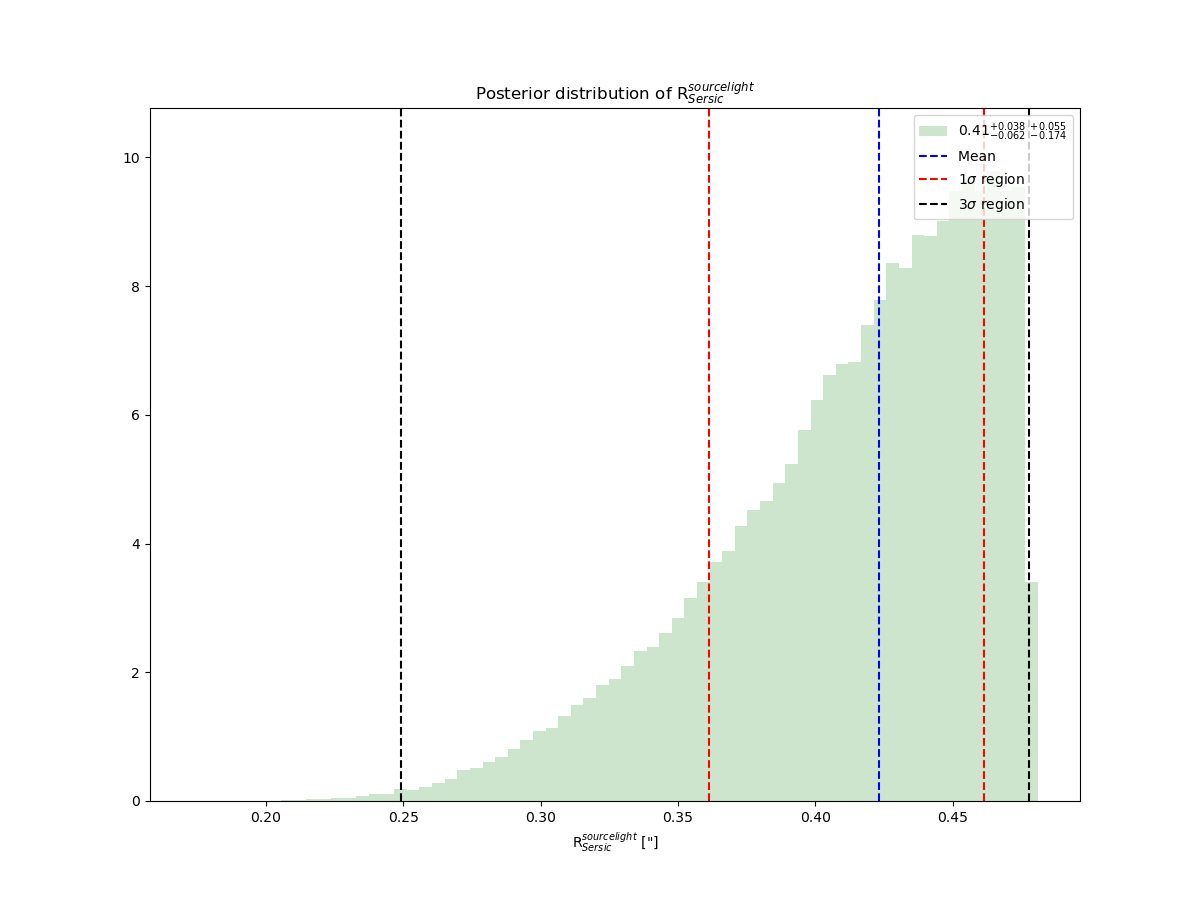 Posterior distribution of R$^{sourcelight}_{Sersic}$
0.41$^{+0.038}_{-0.062}$ $^{+0.055}_{-0.174}$
Mean
1σ region
3σ region
10
8
6
4
2
0
0.20 0.25 0.30 0.35 0.40 0.45
R$^{sourcelight}_{Sersic}$ ["]